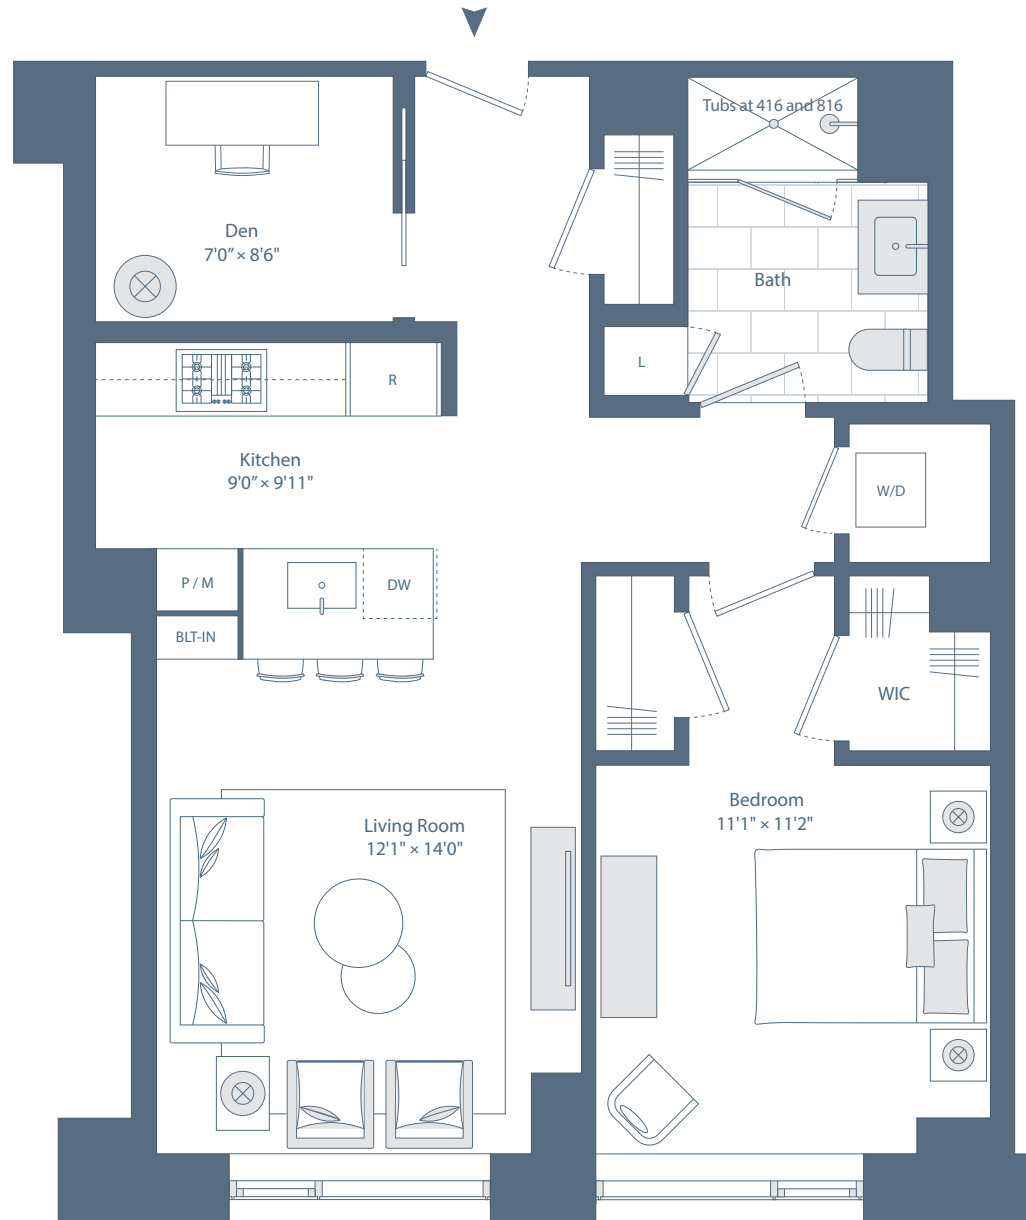 Tubs at 416 and 816
Den
7'0” × 8'6"
Bath
L
R
Kitchen
9'0” × 9'11"
W/D
P / M
DW
BLT-IN
WIC
Bedroom
11'1" × 11'2"
Living Room
12'1" × 14'0"